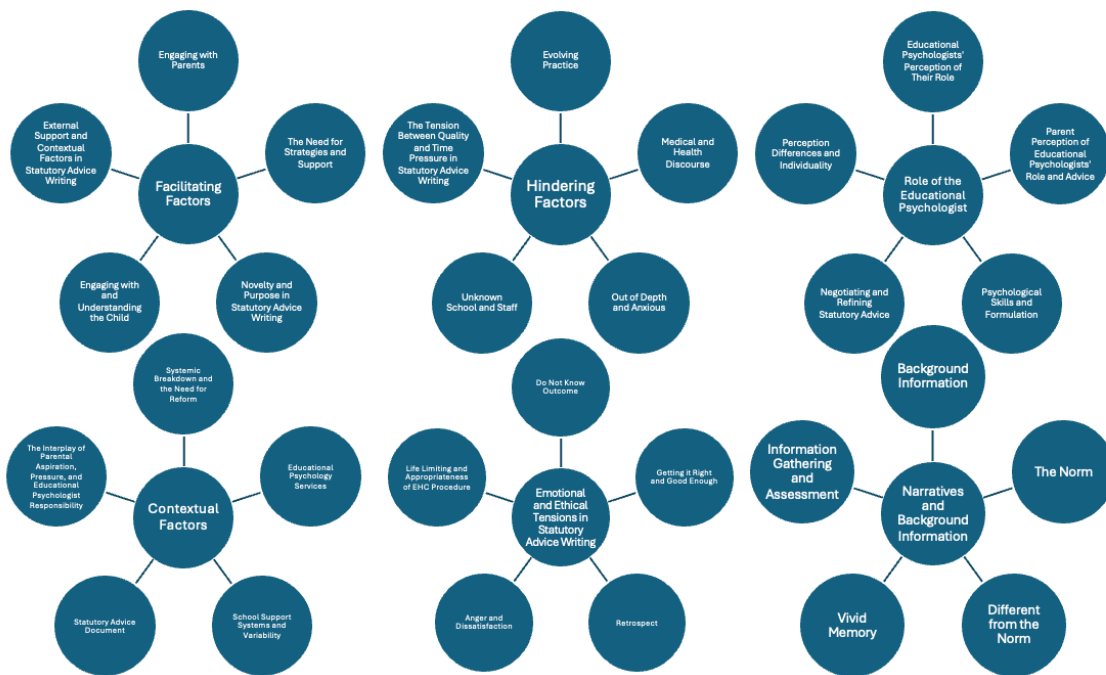 Engaging with
Parents
External
Support and
Contextual
Factors in
Statutory Advice
Writing
The Need for
Strategies and
Support
Facilitating
Factors
Engaging with
and
Understanding
the Child
Novelty and
Purpose in
Statutory Advice
Writing
Evolving
Practice
The Tension
Between Quality
and Time
Pressure in
Statutory Advice
Writing
Medical and
Health
Discourse
Hindering
Factors
Unknown
School and Staff
Out of Depth
and Anxious
Educational
Psychologists'
Perception of
Their Role
Perception
Differences and
Individuality
Parent
Perception of
Educational
Psychologists'
Role and Advice
Role of the
Educational
Psychologist
Negotiating and
Refining
Statutory Advice
Psychological
Skills and
Formulation
Systemic
Breakdown and
the Need for
Reform
The Interplay of
Parental
Aspiration,
Pressure, and
Educational
Psychologist
Responsibility
Educational
Psychology
Services
Contextual
Factors
Statutory Advice
Document
School Support
Systems and
Variability
Do Not Know
Outcome
Life Limiting and
Appropriateness
of EHC Procedure
Getting it Right
and Good Enough
Emotional
and Ethical
Tensions in
Statutory
Advice Writing
Anger and
Dissatisfaction
Retrospect
Background
Information
Information
Gathering
and
Assessment
The Norm
Narratives
and
Background
Information
Vivid
Memory
Different
from the
Norm